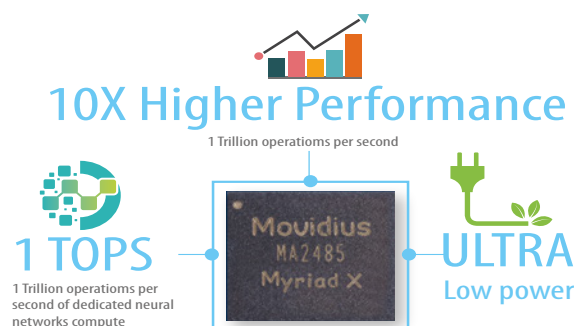 10X Higher Performance
1 Trillion operatioms per second
Movidius
MA2485
Myriad X
1 TOPS
1 Trillion operatioms per
second of dedicated neural
networks compute
ULTRA
Low power